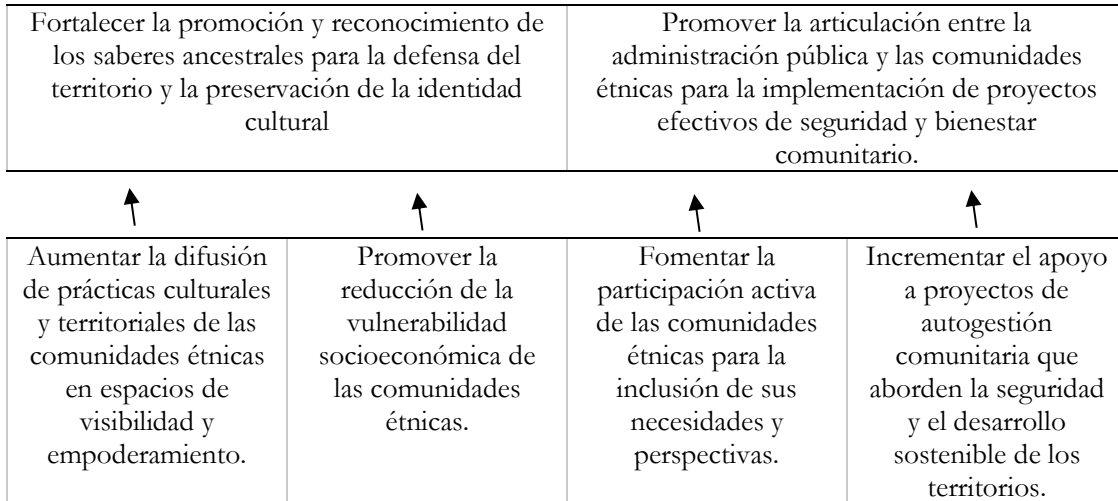 Fortalecer la promoción y reconocimiento de
los saberes ancestrales para la defensa del
territorio y la preservación de la identidad
cultural
Promover la articulación entre la
administración pública y las comunidades
étnicas para la implementación de proyectos
efectivos de seguridad y bienestar
comunitario.
Aumentar la difusión
de prácticas culturales
y territoriales de las
comunidades étnicas
en espacios de
visibilidad y
empoderamiento.
Promover la
reducción de la
vulnerabilidad
socioeconómica de
las comunidades
étnicas.
Fomentar la
participación activa
de las comunidades
étnicas para la
inclusión de sus
necesidades y
perspectivas.
Incrementar el apoyo
a proyectos de
autogestión
comunitaria que
aborden la seguridad
y el desarrollo
sostenible de los
territorios.